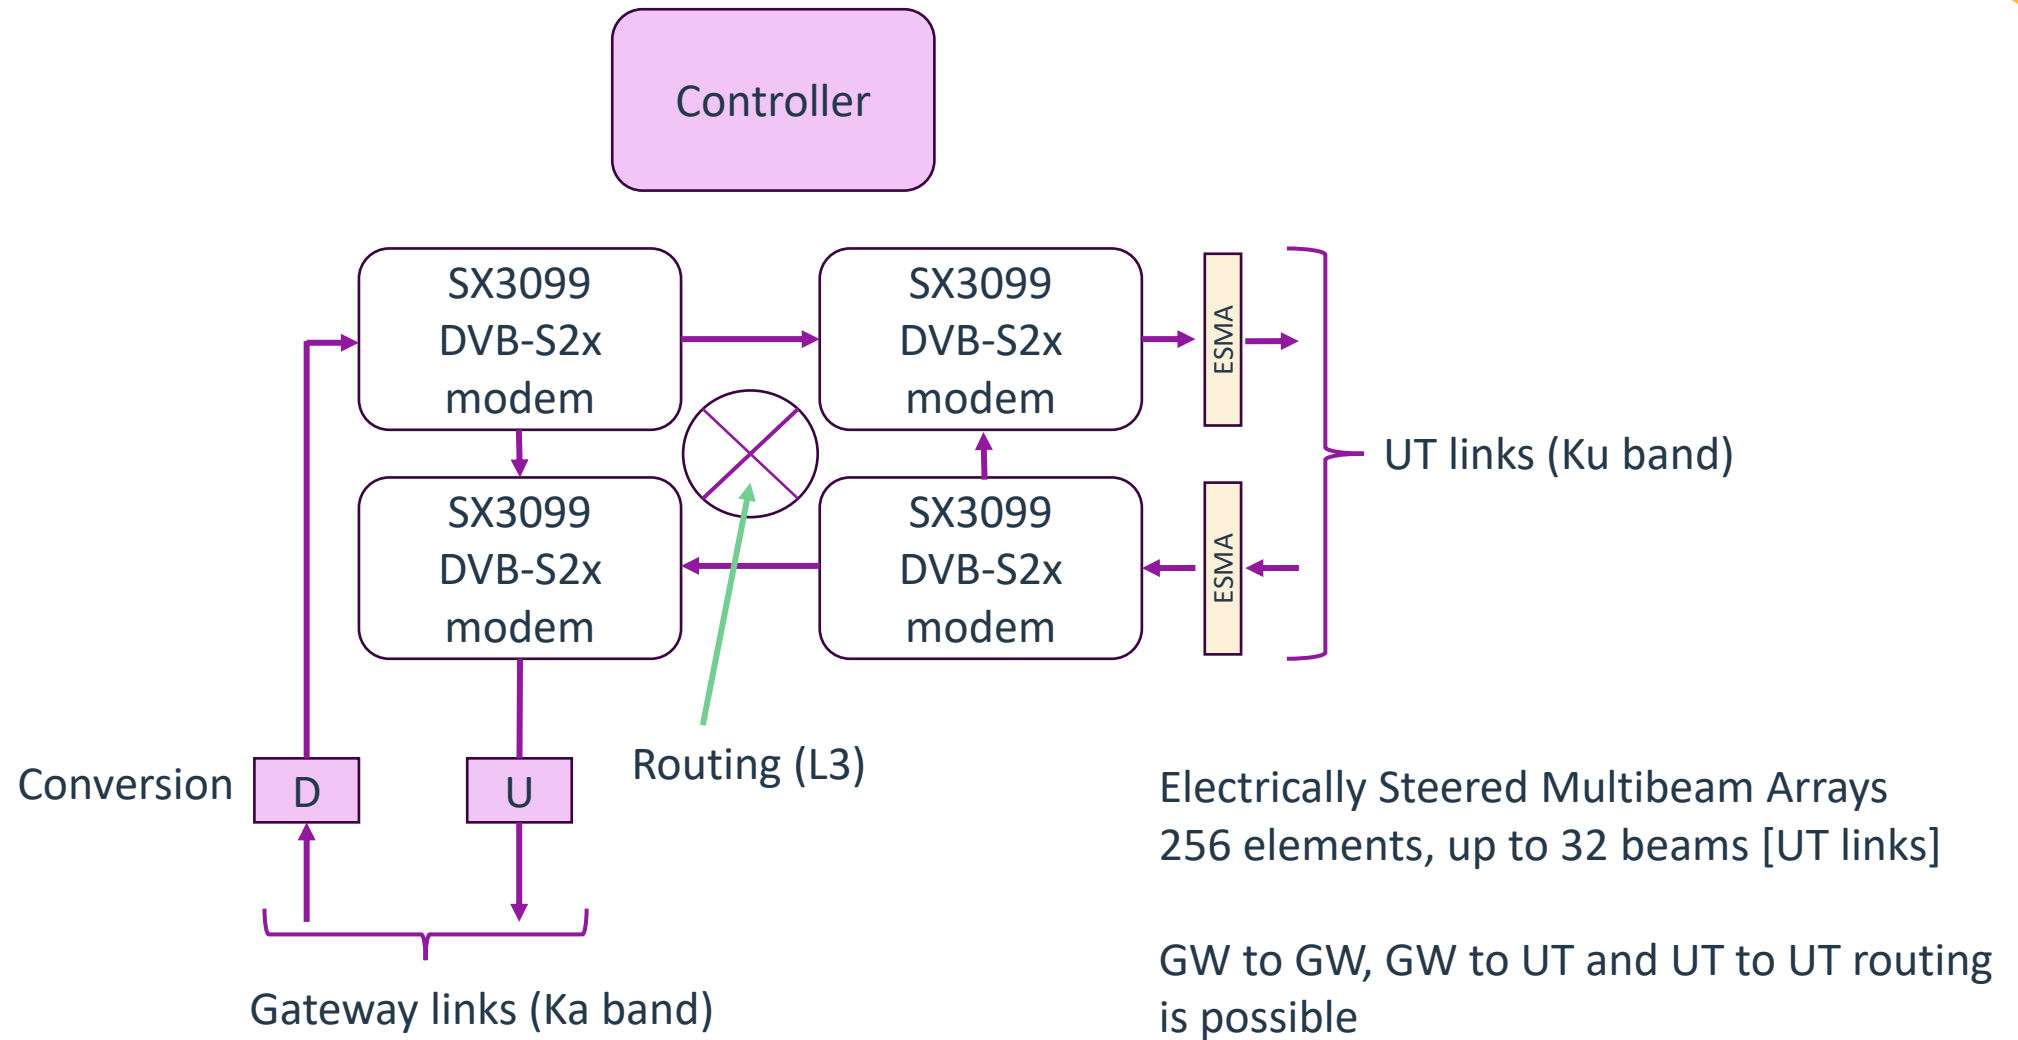 Controller
SX3099
DVB-S2x
modem
SX3099
DVB-S2x
modem
ESMA
UT links (Ku band)
SX3099
DVB-S2x
modem
SX3099
DVB-S2x
modem
ESMA
Conversion
D
U
Routing (L3)
Gateway links (Ka band)
Electrically Steered Multibeam Arrays
256 elements, up to 32 beams [UT links]
GW to GW, GW to UT and UT to UT routing
is possible